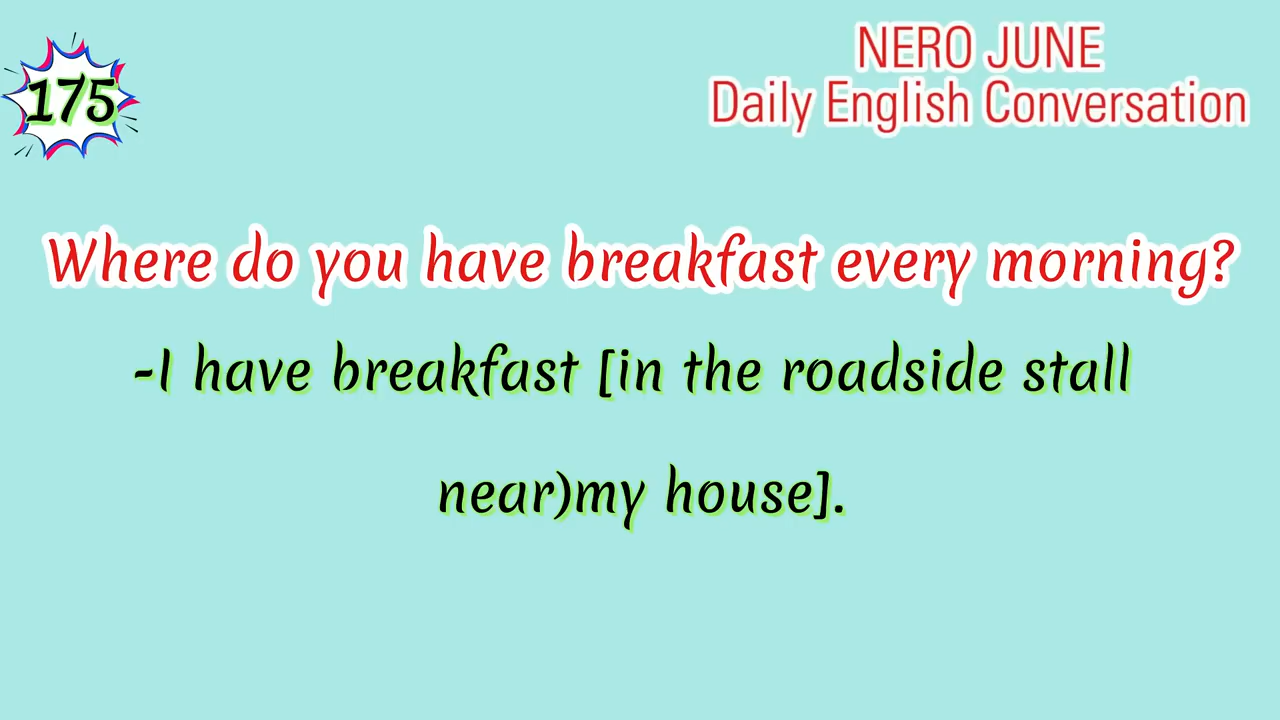 175
NERO JUNE
Daily English Conversation
Where do you have breakfast every morning?
-I have breakfast [in the roadside stall
near)my house].